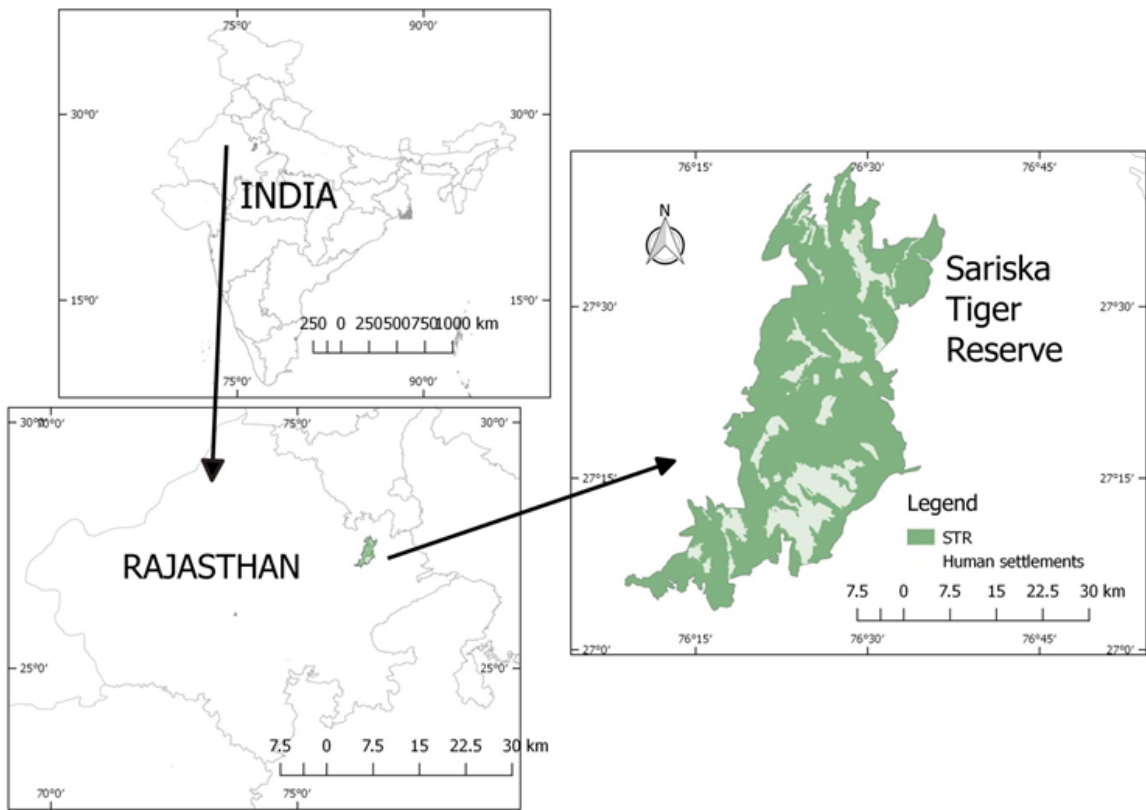 75°0' 90°0'
30°0' 30°0'
INDIA
15°0' 15°0'
250 0 250 500 750 1000 km
75°0' 90°0'
75°0' 30°0'
RAJASTHAN
25°0' 25°0'
7.5 0 7.5 15 22.5 30 km
70°0' 75°0'
76°15' 76°30' 76°45'
N
Sariska
Tiger
Reserve
27°30' 27°30'
27°15' 27°15'
Legend
STR
Human settlements
7.5 0 7.5 15 22.5 30 km
27°0' 27°0'
76°15' 76°30' 76°45'